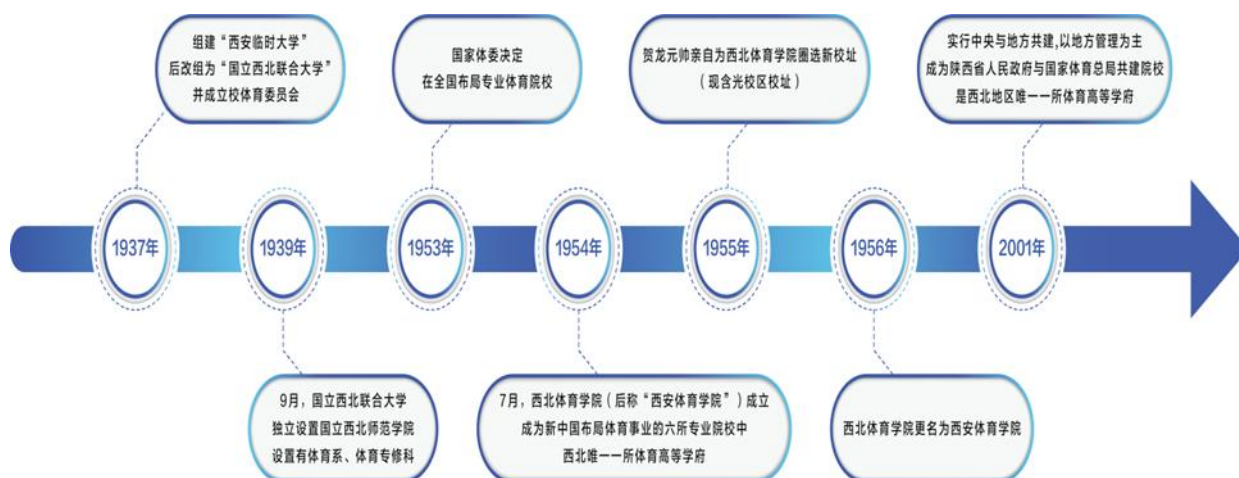 组建“西安临时大学”
后改组为“国立西北联合大学”
并成立校体育委员会
国家体委决定
在全国布局专业体育院校
贺龙元帅亲自为西北体育学院圈选新校址
（现含光校区校址）
实行中央与地方共建,以地方管理为主
成为陕西省人民政府与国家体育总局共建院校
是西北地区唯一一所体育高等学府
1937年
1939年
1953年
1954年
1955年
1956年
2001年
9月，国立西北联合大学
独立设置国立西北师范学院
设置有体育系、体育专修科
7月，西北体育学院（后称“西安体育学院”）成立
成为新中国布局体育事业的六所专业院校中
西北唯一一所体育高等学府
西北体育学院更名为西安体育学院